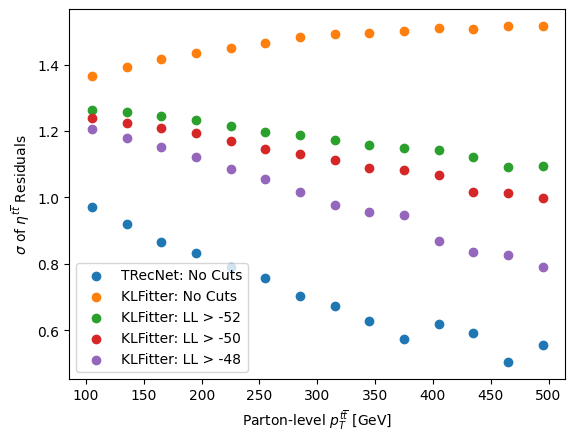 1.4
1.2
1.0
0.8
0.6
σ of η^{tt̄} Residuals
TRecNet: No Cuts
KLFitter: No Cuts
KLFitter: LL > -52
KLFitter: LL > -50
KLFitter: LL > -48
100 150 200 250 300 350 400 450 500
Parton-level p_T^{tt̄} [GeV]